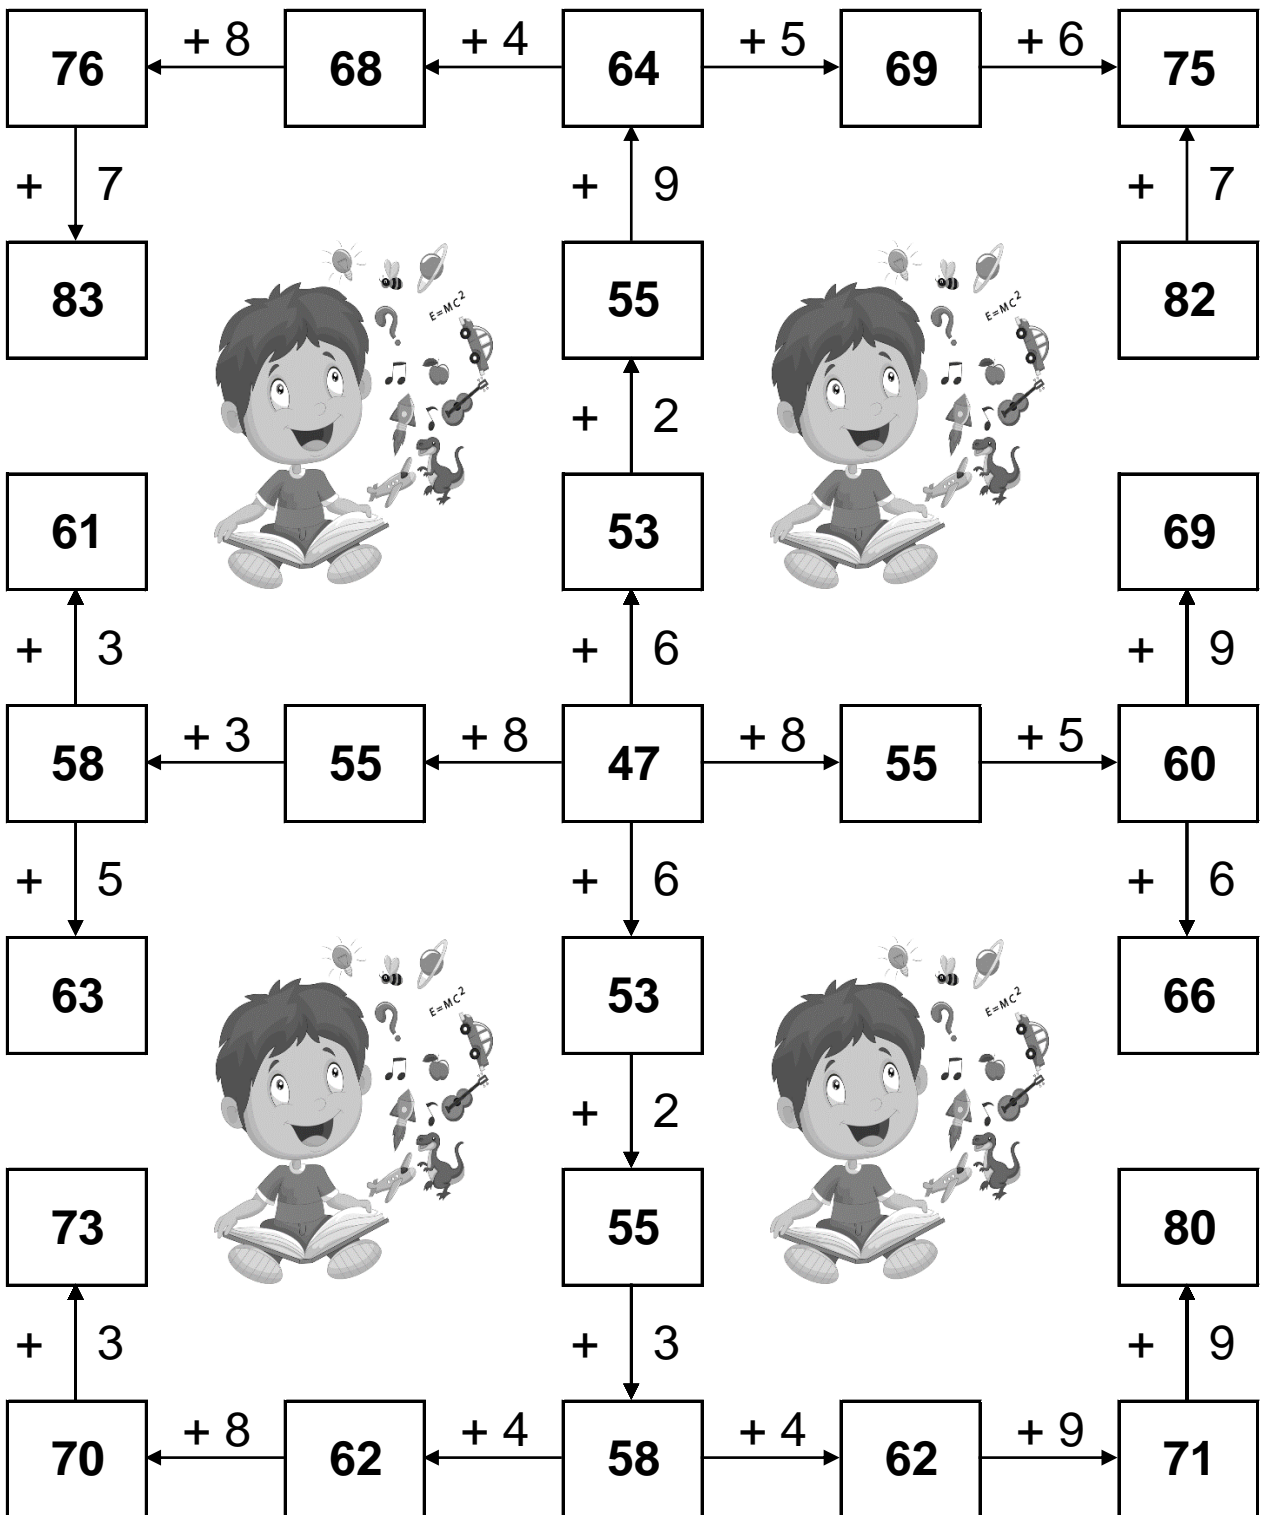 76 + 8 68 + 4 64 + 5 69 + 6 75
+ 7 + 9 + 7
83 55 82
E=MC² E=MC²
+ 2
61 53 69
+ 3 + 6 + 9
58 + 3 55 + 8 47 + 8 55 + 5 60
+ 5 + 6 + 6
63 53 66
E=MC² E=MC²
+ 2
73 55 80
+ 3 + 3 + 9
70 + 8 62 + 4 58 + 4 62 + 9 71